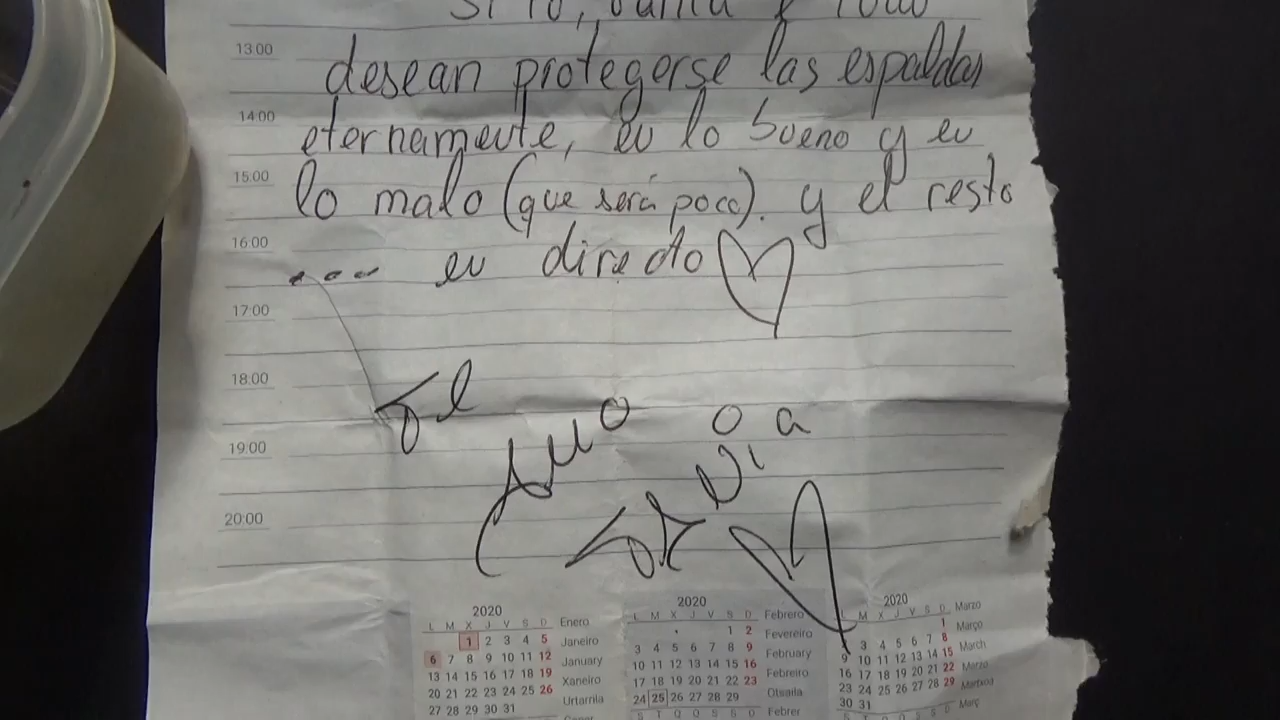 13:00
desean protegerse las espaldas
14:00
eternamente, en lo bueno y en
15:00
lo malo (que será poco). y el resto
16:00
... en directo
17:00
18:00
19:00
20:00
2020 Enero
L M X J V S D Janeiro
1 2 3 4 5 January
6 7 8 9 10 11 12 Xaneiro
13 14 15 16 17 18 19 Urtarrila
20 21 22 23 24 25 26
27 28 29 30 31
2020 Febrero
L M X J V S D Fevereiro
1 2 February
3 4 5 6 7 8 9 Febreiro
10 11 12 13 14 15 16 Otsaila
17 18 19 20 21 22 23 Febrer
24 25 26 27 28 29
2020 Marzo
L M X J V S D Março
1 March
2 3 4 5 6 7 8 Marzo
9 10 11 12 13 14 15 Martxoa
16 17 18 19 20 21 22 Març
23 24 25 26 27 28 29
30 31